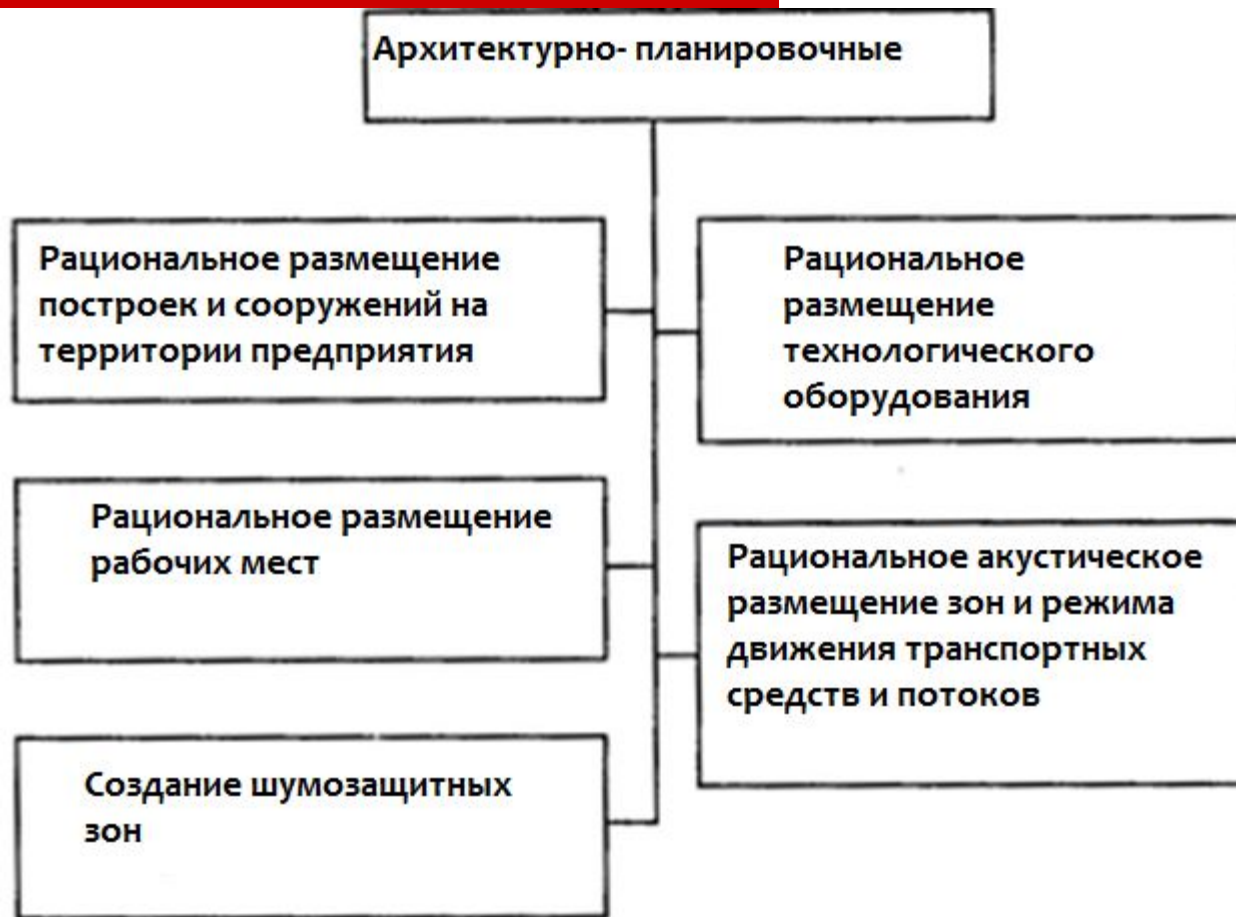 Архитектурно- планировочные
Рациональное размещение
построек и сооружений на
территории предприятия
Рациональное
размещение
технологического
оборудования
Рациональное размещение
рабочих мест
Рациональное акустическое
размещение зон и режима
движения транспортных
средств и потоков
Создание шумозащитных
зон